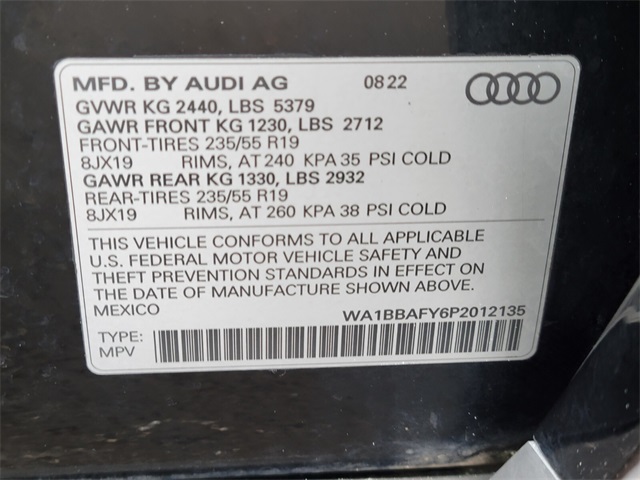 MFD. BY AUDI AG 08 22
GVWR KG 2440, LBS 5379
GAWR FRONT KG 1230, LBS 2712
FRONT-TIRES 235/55 R19
8JX19 RIMS, AT 240 KPA 35 PSI COLD
GAWR REAR KG 1330, LBS 2932
REAR-TIRES 235/55 R19
8JX19 RIMS, AT 260 KPA 38 PSI COLD
THIS VEHICLE CONFORMS TO ALL APPLICABLE
U.S. FEDERAL MOTOR VEHICLE SAFETY AND
THEFT PREVENTION STANDARDS IN EFFECT ON
THE DATE OF MANUFACTURE SHOWN ABOVE.
MEXICO WA1BBAFY6P2012135
TYPE:
MPV